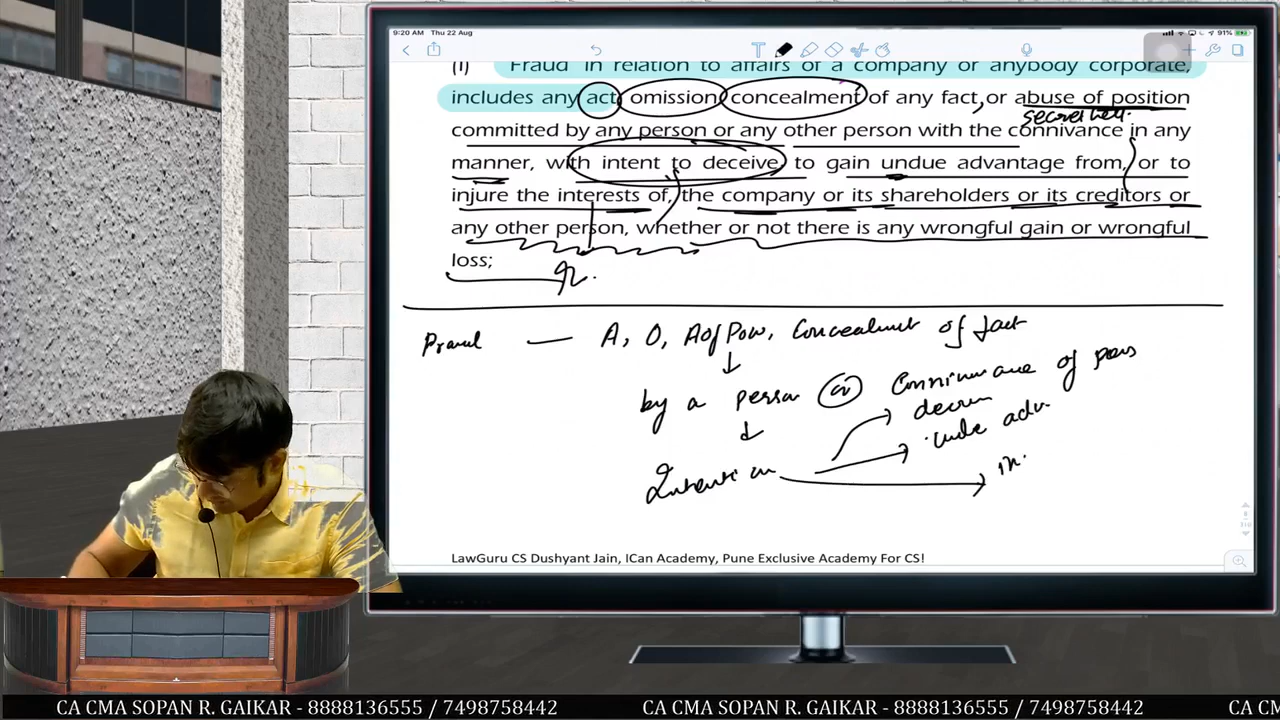 9:20 AM Thu 22 Aug
91%
T
(i) Fraud in relation to affairs of a company or anybody corporate,
includes any act, omission, concealment of any fact, or abuse of position
committed by any person or any other person with the connivance in any
manner, with intent to deceive, to gain undue advantage from, or to
injure the interests of, the company or its shareholders or its creditors or
any other person, whether or not there is any wrongful gain or wrongful
loss;
A, O, A of Pow, Concealment of fact
by a person or Connivance of
Intention
adv.
in.
LawGuru CS Dushyant Jain, ICan Academy, Pune Exclusive Academy For CS!
CA CMA SOPAN R. GAIKAR - 8888136555 / 7498758442 CA CMA SOPAN R. GAIKAR - 8888136555 / 7498758442 CA CM